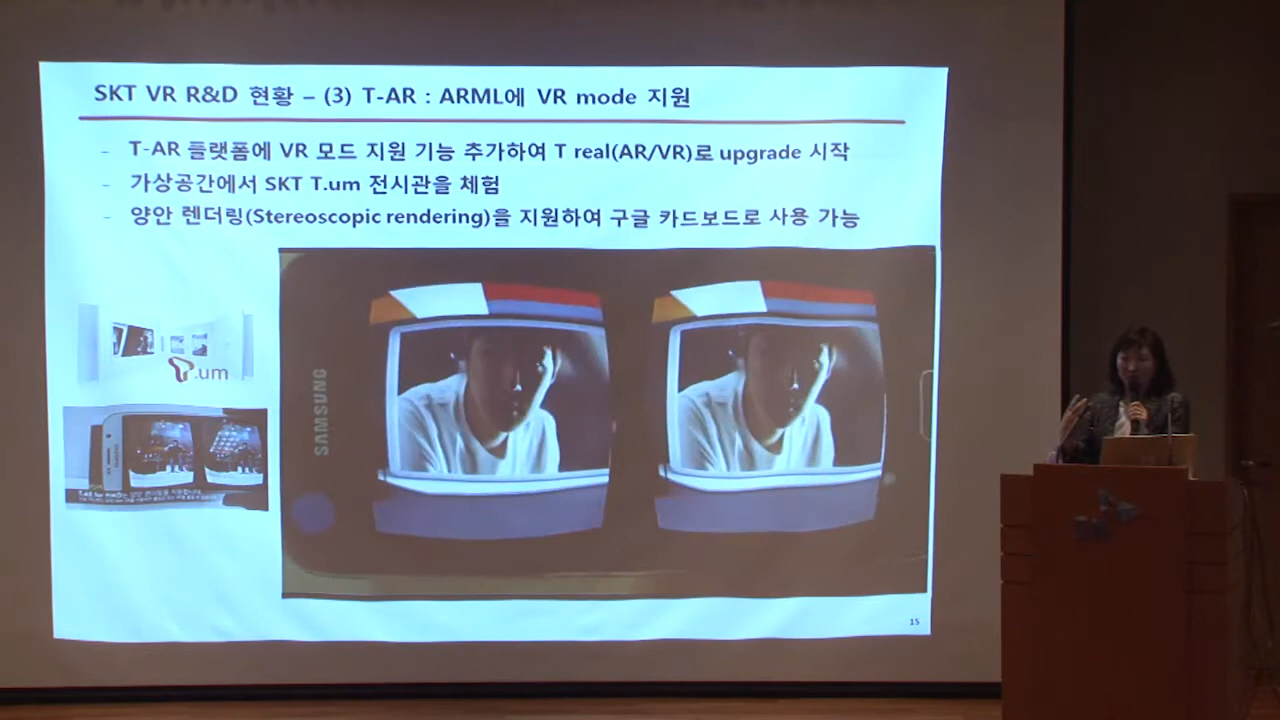 SKT VR R&D 현황 – (3) T-AR : ARML에 VR mode 지원
- T-AR 플랫폼에 VR 모드 지원 기능 추가하여 T real(AR/VR)로 upgrade 시작
- 가상공간에서 SKT T.um 전시관을 체험
- 양안 렌더링(Stereoscopic rendering)을 지원하여 구글 카드보드로 사용 가능
T.um
SAMSUNG
15